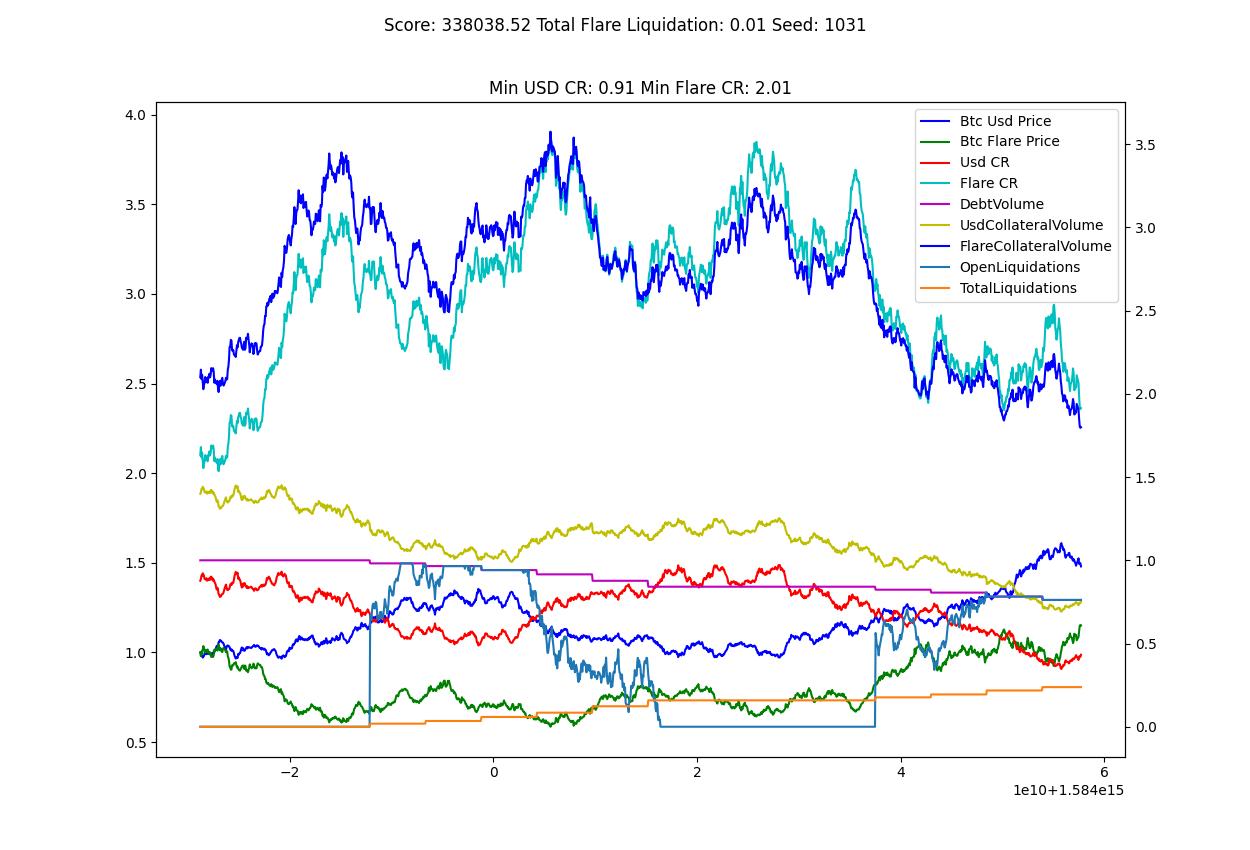 Score: 338038.52 Total Flare Liquidation: 0.01 Seed: 1031
Min USD CR: 0.91 Min Flare CR: 2.01
4.0
3.5
3.0
2.5
2.0
1.5
1.0
0.5
Btc Usd Price
Btc Flare Price
Usd CR
Flare CR
DebtVolume
UsdCollateralVolume
FlareCollateralVolume
OpenLiquidations
TotalLiquidations
3.5
3.0
2.5
2.0
1.5
1.0
0.5
0.0
−2 0 2 4 6
1e10+1.584e15